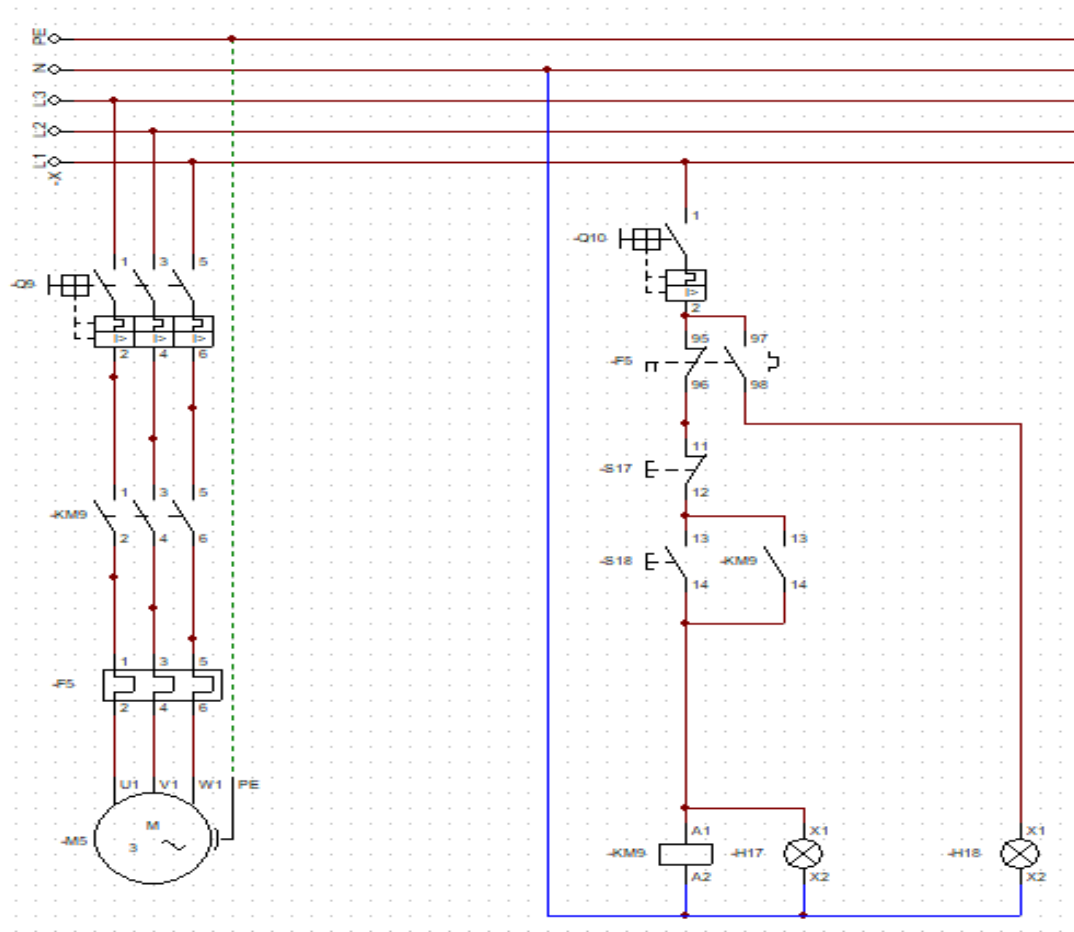 PE
N
L3
L2
L1
-X
1
-Q10
I>
2
1 3 5
-Q9
I> I> I>
2 4 6
95 97
-F5
96 98
11
-S17
12
1 3 5
-KM9
2 4 6
13 13
-S18 -KM9
14 14
1 3 5
-F5
2 4 6
U1 V1 W1 PE
M
3
-M5
A1 X1 X1
-KM9 -H17 -H18
A2 X2 X2